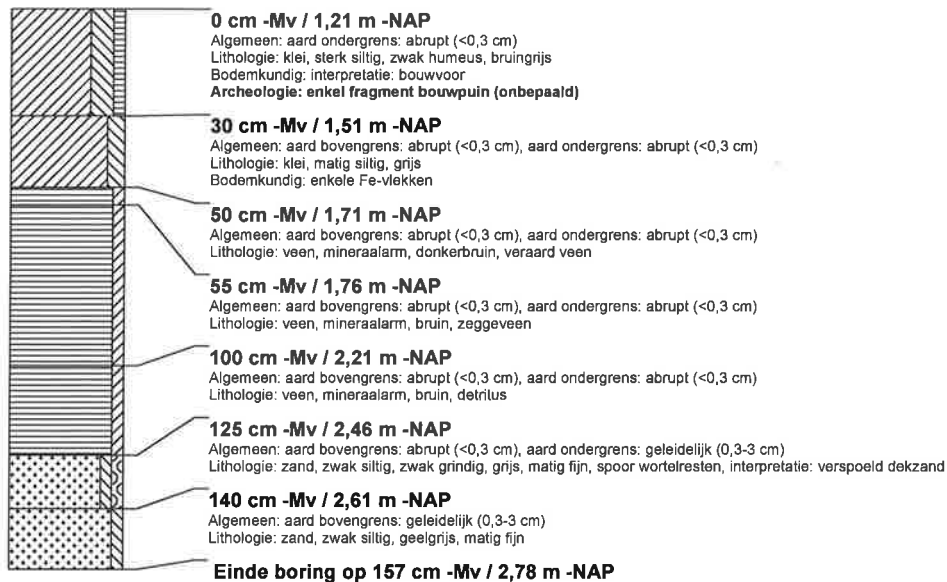 0 cm -Mv / 1,21 m -NAP
Algemeen: aard ondergrens: abrupt (<0,3 cm)
Lithologie: klei, sterk siltig, zwak humeus, bruingrijs
Bodemkundig: interpretatie: bouwvoor
Archeologie: enkel fragment bouwpuin (onbepaald)
30 cm -Mv / 1,51 m -NAP
Algemeen: aard bovengrens: abrupt (<0,3 cm), aard ondergrens: abrupt (<0,3 cm)
Lithologie: klei, matig siltig, grijs
Bodemkundig: enkele Fe-vlekken
50 cm -Mv / 1,71 m -NAP
Algemeen: aard bovengrens: abrupt (<0,3 cm), aard ondergrens: abrupt (<0,3 cm)
Lithologie: veen, mineraalarm, donkerbruin, veraard veen
55 cm -Mv / 1,76 m -NAP
Algemeen: aard bovengrens: abrupt (<0,3 cm), aard ondergrens: abrupt (<0,3 cm)
Lithologie: veen, mineraalarm, bruin, zeggeveen
100 cm -Mv / 2,21 m -NAP
Algemeen: aard bovengrens: abrupt (<0,3 cm), aard ondergrens: abrupt (<0,3 cm)
Lithologie: veen, mineraalarm, bruin, detritus
125 cm -Mv / 2,46 m -NAP
Algemeen: aard bovengrens: abrupt (<0,3 cm), aard ondergrens: geleidelijk (0,3-3 cm)
Lithologie: zand, zwak siltig, zwak grindig, grijs, matig fijn, spoor wortelresten, interpretatie: verspoeld dekzand
140 cm -Mv / 2,61 m -NAP
Algemeen: aard bovengrens: geleidelijk (0,3-3 cm)
Lithologie: zand, zwak siltig, geelgrijs, matig fijn
Einde boring op 157 cm -Mv / 2,78 m -NAP